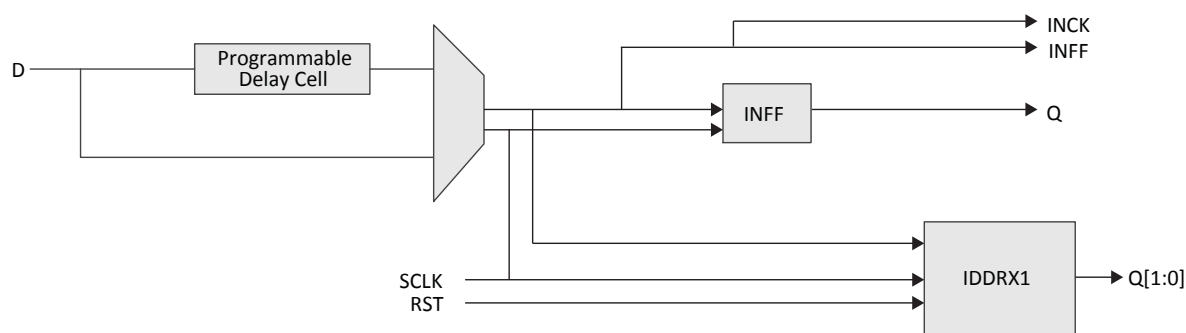 INCK
INFF
D
Programmable
Delay Cell
INFF
Q
SCLK
RST
IDDRX1
Q[1:0]